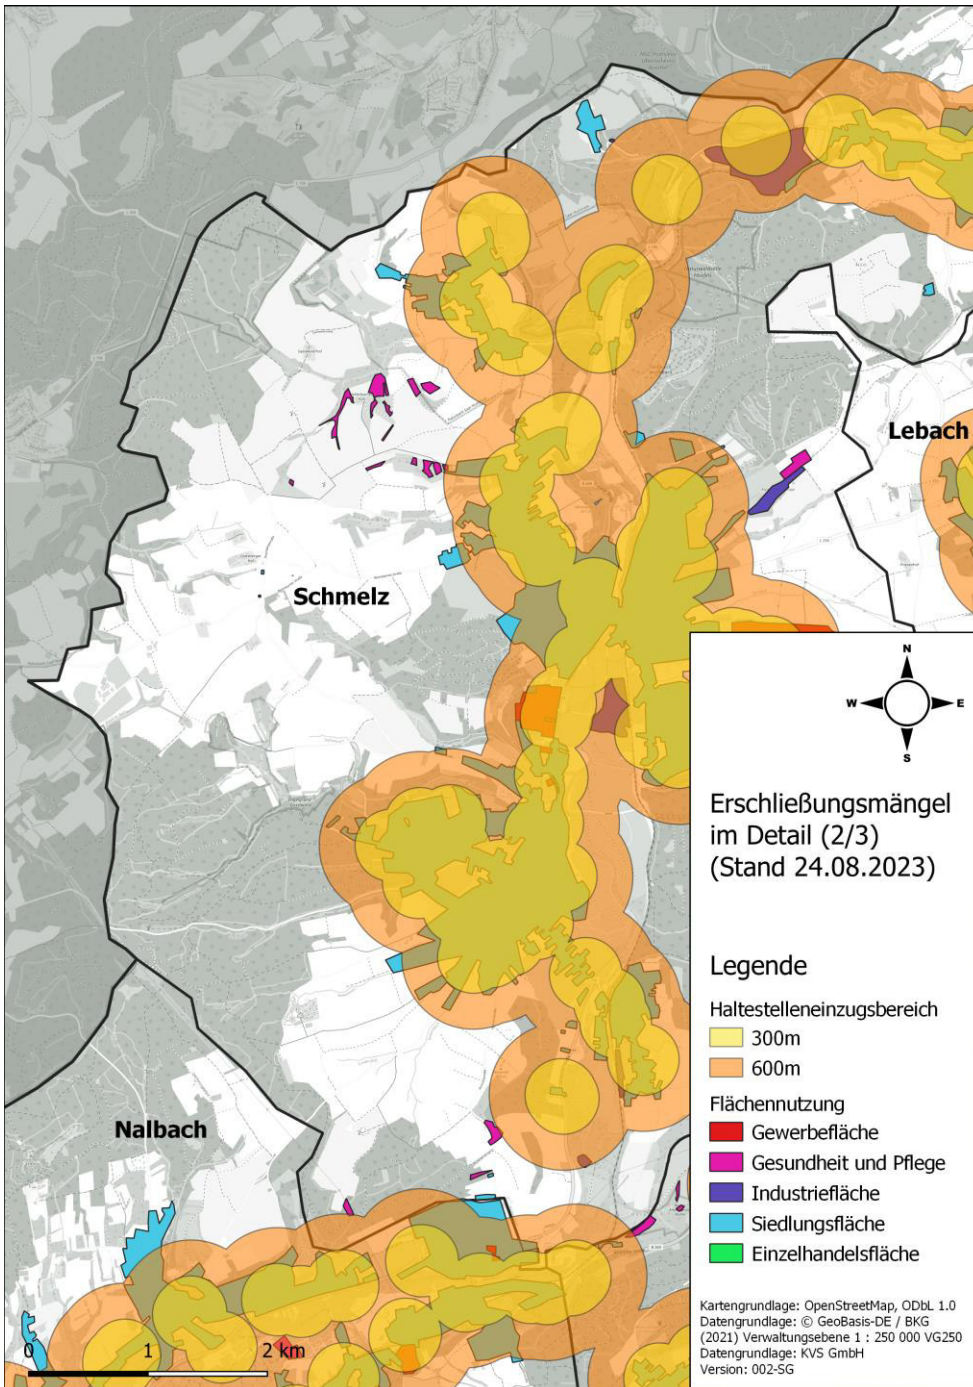 Lebach
Schmelz
Nalbach
N
W
E
S
Erschließungsmängel
im Detail (2/3)
(Stand 24.08.2023)
Legende
Haltestelleneinzugsbereich
300m
600m
Flächennutzung
Gewerbefläche
Gesundheit und Pflege
Industriefläche
Siedlungsfläche
Einzelhandelsfläche
Kartengrundlage: OpenStreetMap, ODbL 1.0
Datengrundlage: © GeoBasis-DE / BKG
(2021) Verwaltungsebene 1 : 250 000 VG250
Datengrundlage: KVS GmbH
Version: 002-SG
0 1 2 km